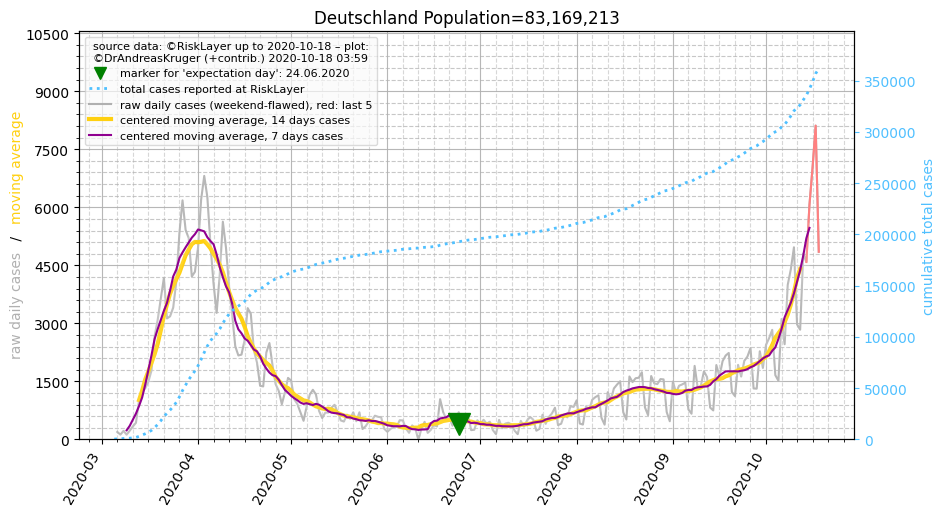 Deutschland Population=83,169,213
source data: ©RiskLayer up to 2020-10-18 – plot:
©DrAndreasKruger (+contrib.) 2020-10-18 03:59
marker for 'expectation day': 24.06.2020
total cases reported at RiskLayer
raw daily cases (weekend-flawed), red: last 5
centered moving average, 14 days cases
centered moving average, 7 days cases
raw daily cases / moving average
10500
9000
7500
6000
4500
3000
1500
0
350000
300000
250000
200000
150000
100000
50000
0
cumulative total cases
2020-03
2020-04
2020-05
2020-06
2020-07
2020-08
2020-09
2020-10